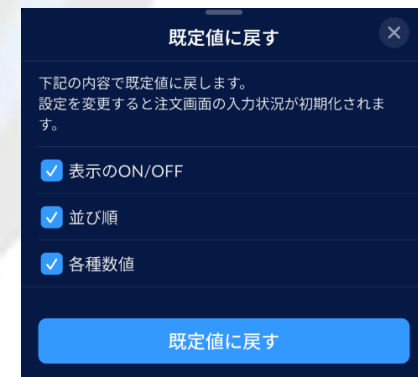 既定値に戻す
下記の内容で既定値に戻します。
設定を変更すると注文画面の入力状況が初期化されま
す。
表示のON/OFF
並び順
各種数値
既定値に戻す